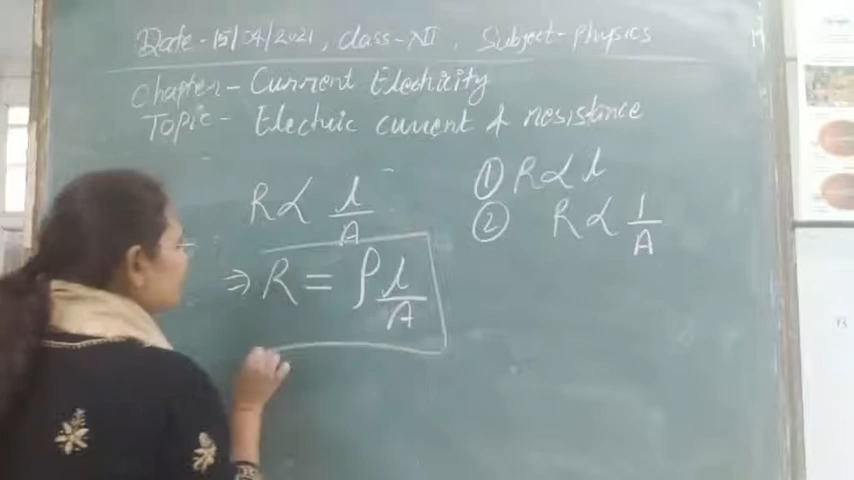 Date - 15/04/2021, class - XII, Subject - Physics
Chapter - Current Electricity
Topic - Electric current & resistance
R ∝ l/A
① R ∝ l
② R ∝ 1/A
⇒ R = ρ l/A